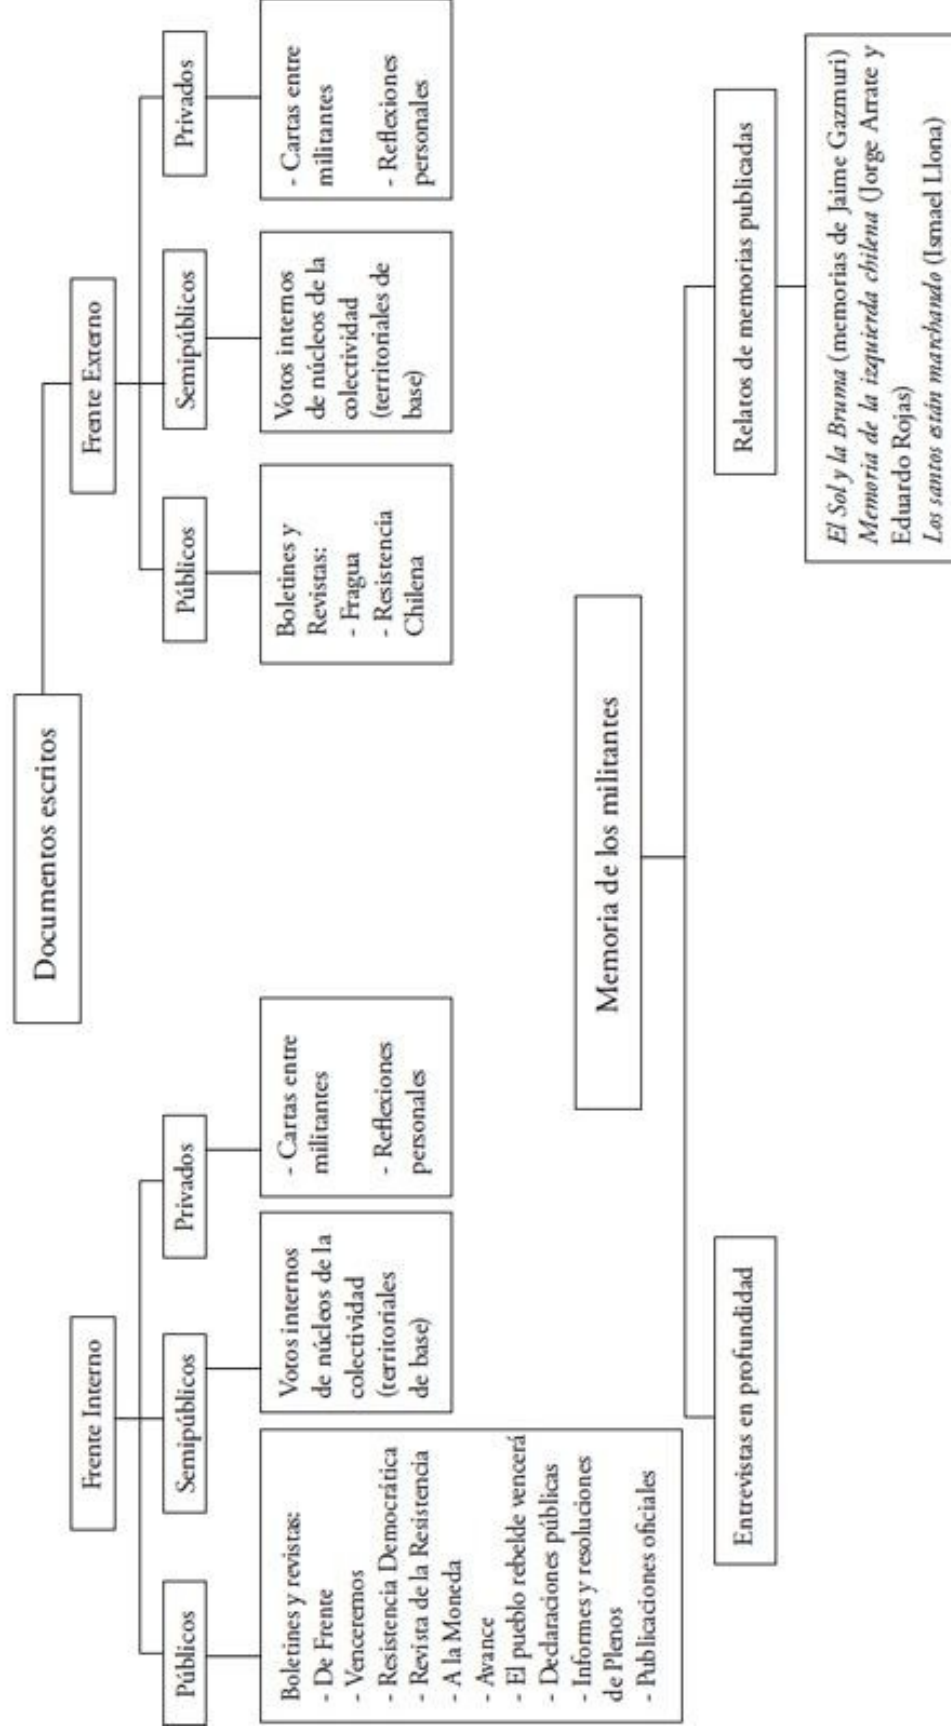 Documentos escritos
Frente Interno
Públicos
Boletines y revistas:
- De Frente
- Venceremos
- Resistencia Democrática
- Revista de la Resistencia
- A la Moneda
- Avance
- El pueblo rebelde vencerá
- Declaraciones públicas
- Informes y resoluciones
de Plenos
- Publicaciones oficiales
Semipúblicos
Votos internos
de núcleos de la
colectividad
(territoriales
de base)
Privados
- Cartas entre
militantes
- Reflexiones
personales
Frente Externo
Públicos
Boletines y
Revistas:
- Fragua
- Resistencia
Chilena
Semipúblicos
Votos internos
de núcleos de la
colectividad
(territoriales de
base)
Privados
- Cartas entre
militantes
- Reflexiones
personales
Memoria de los militantes
Entrevistas en profundidad
Relatos de memorias publicadas
El Sol y la Bruma (memorias de Jaime Gazmuri)
Memoria de la izquierda chilena (Jorge Arrate y
Eduardo Rojas)
Los santos están marchando (Ismael Llona)